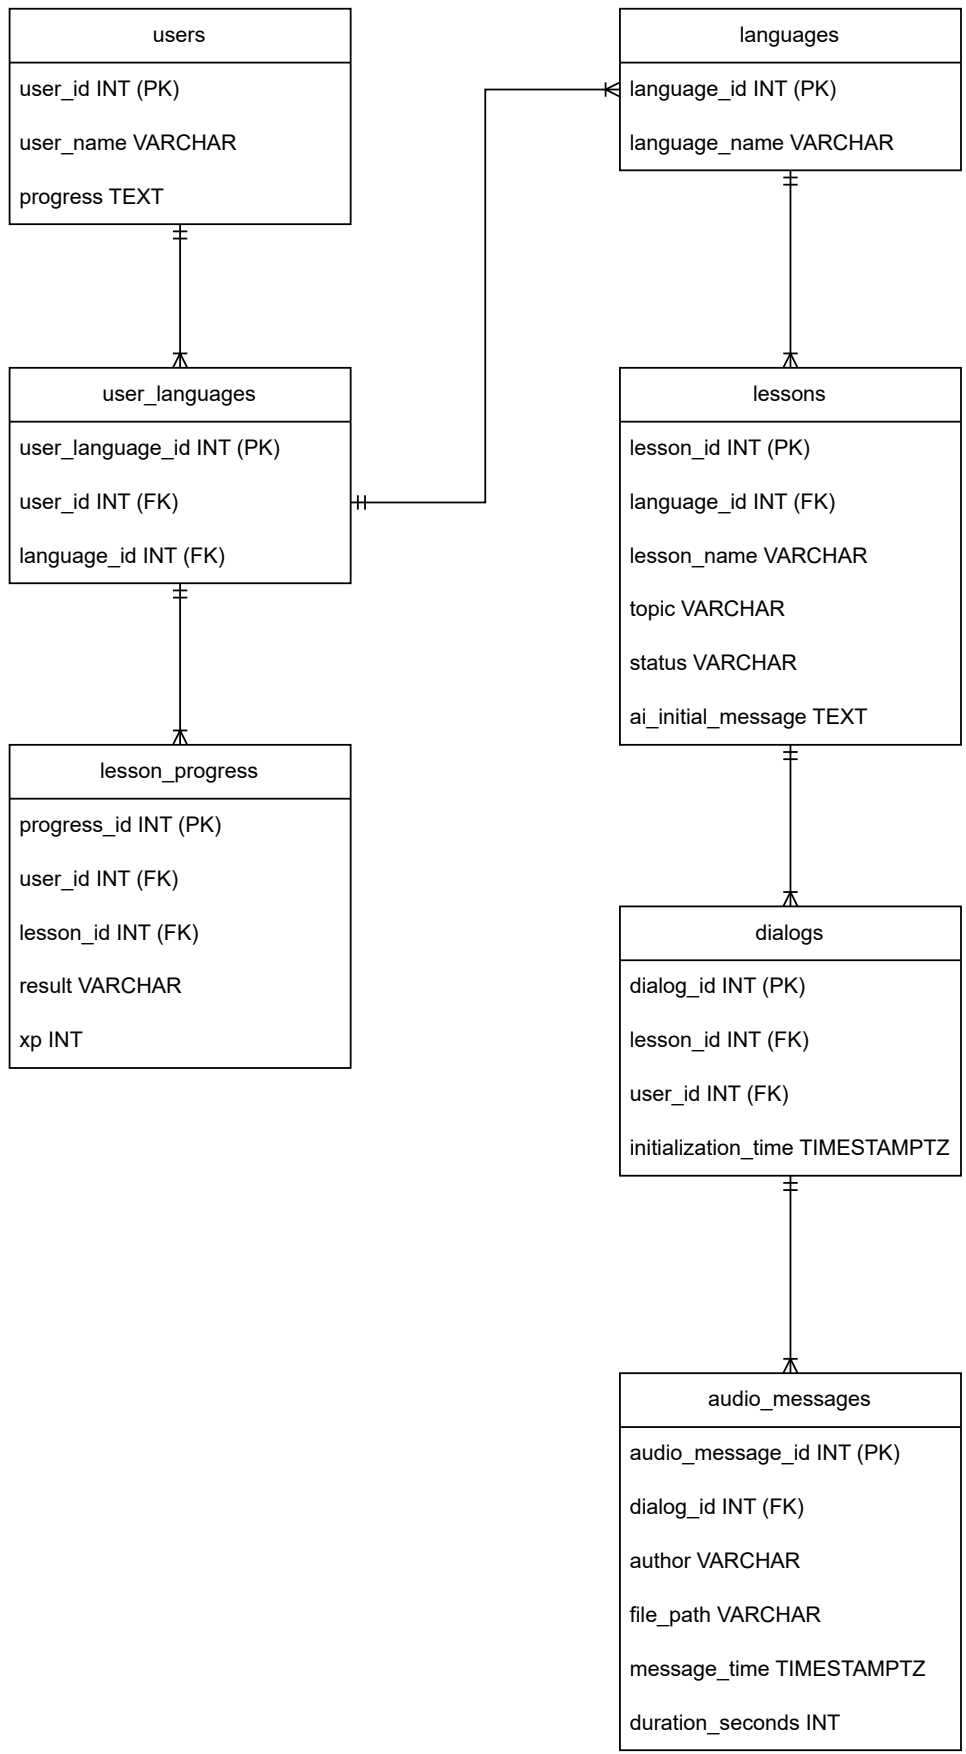 users
user_id INT (PK)
user_name VARCHAR
progress TEXT
languages
language_id INT (PK)
language_name VARCHAR
user_languages
user_language_id INT (PK)
user_id INT (FK)
language_id INT (FK)
lessons
lesson_id INT (PK)
language_id INT (FK)
lesson_name VARCHAR
topic VARCHAR
status VARCHAR
ai_initial_message TEXT
lesson_progress
progress_id INT (PK)
user_id INT (FK)
lesson_id INT (FK)
result VARCHAR
xp INT
dialogs
dialog_id INT (PK)
lesson_id INT (FK)
user_id INT (FK)
initialization_time TIMESTAMPTZ
audio_messages
audio_message_id INT (PK)
dialog_id INT (FK)
author VARCHAR
file_path VARCHAR
message_time TIMESTAMPTZ
duration_seconds INT